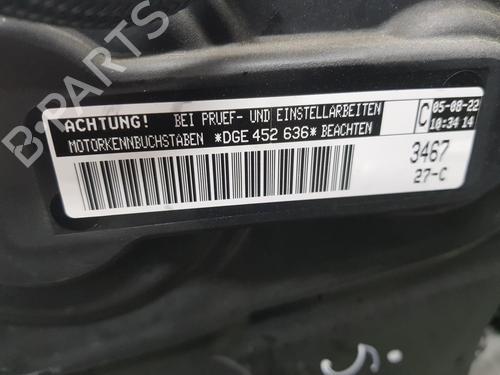 B-PARTS
ACHTUNG! BEI PRUEF- UND EINSTELLARBEITEN
MOTORKENNBUCHSTABEN *DGE 452 636* BEACHTEN
C 05-08-22
10:34 14
3467
27-C